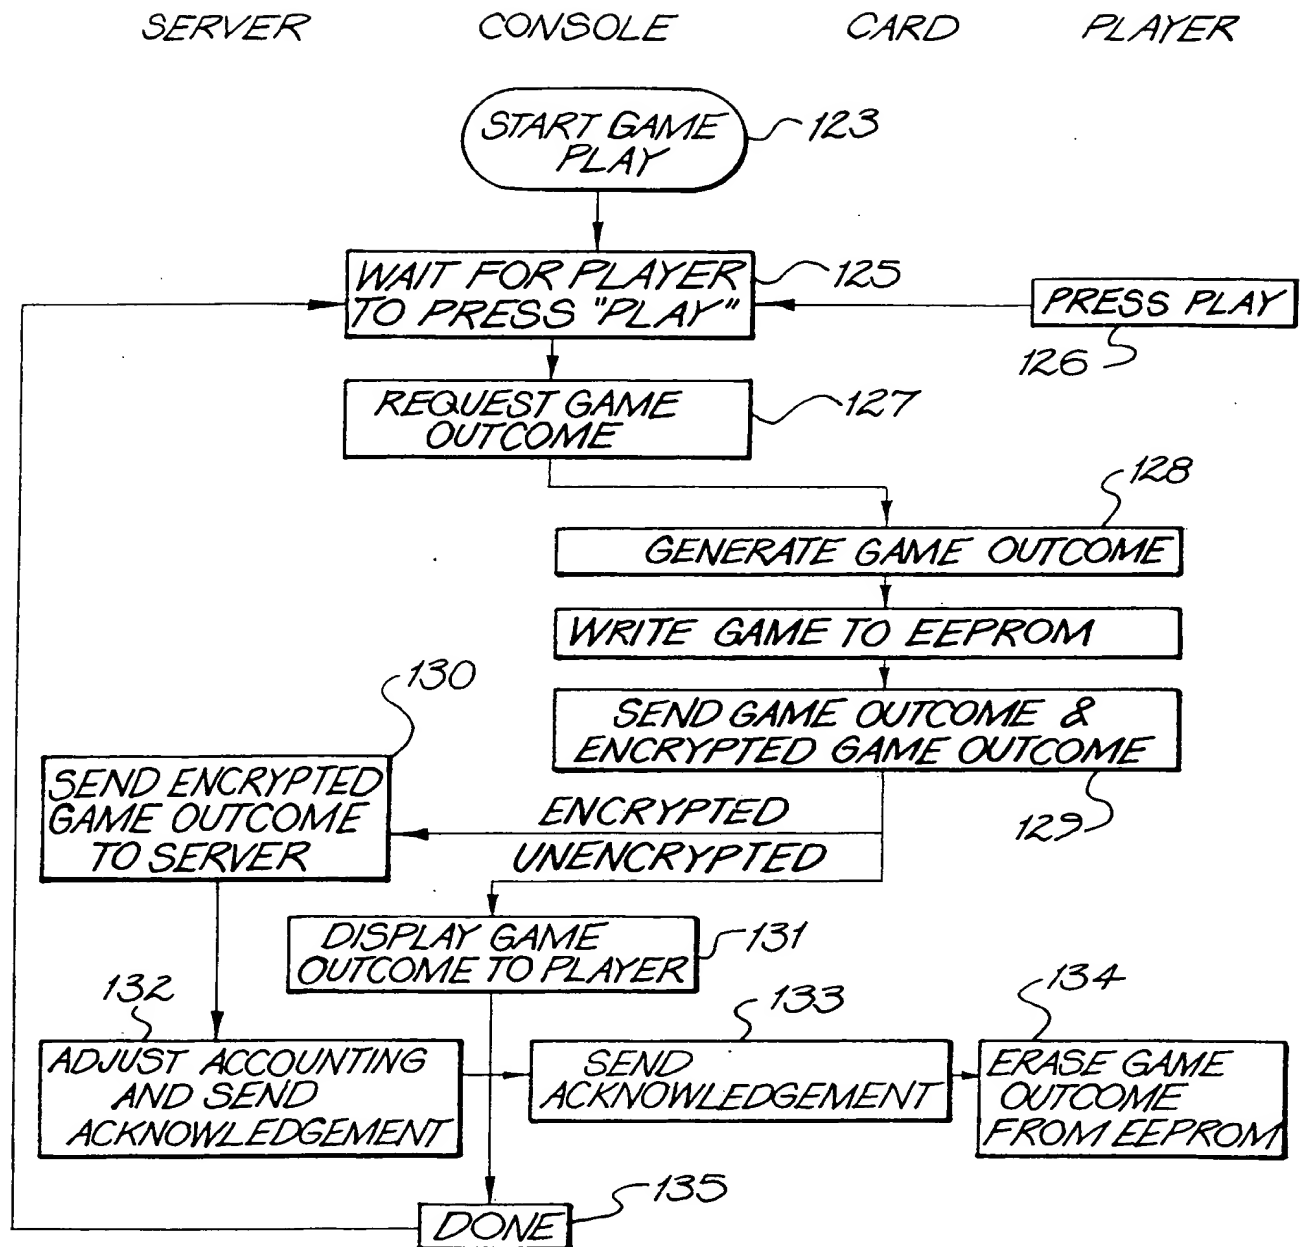 SERVER CONSOLE CARD PLAYER
START GAME
PLAY
123
WAIT FOR PLAYER
TO PRESS "PLAY"
125
PRESS PLAY
126
REQUEST GAME
OUTCOME
127
128
GENERATE GAME OUTCOME
WRITE GAME TO EEPROM
SEND GAME OUTCOME &
ENCRYPTED GAME OUTCOME
129
130
SEND ENCRYPTED
GAME OUTCOME
TO SERVER
ENCRYPTED
UNENCRYPTED
DISPLAY GAME
OUTCOME TO PLAYER
131
132
ADJUST ACCOUNTING
AND SEND
ACKNOWLEDGEMENT
133
SEND
ACKNOWLEDGEMENT
134
ERASE GAME
OUTCOME
FROM EEPROM
135
DONE